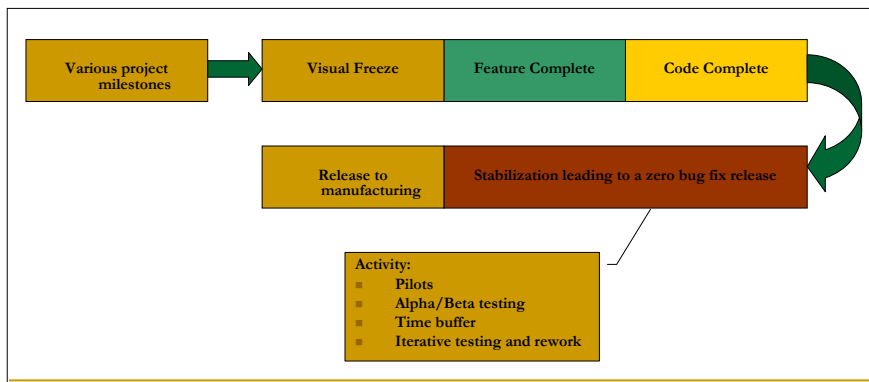 Various project
milestones
Visual Freeze
Feature Complete
Code Complete
Release to
manufacturing
Stabilization leading to a zero bug fix release
Activity:
Pilots
Alpha/Beta testing
Time buffer
Iterative testing and rework